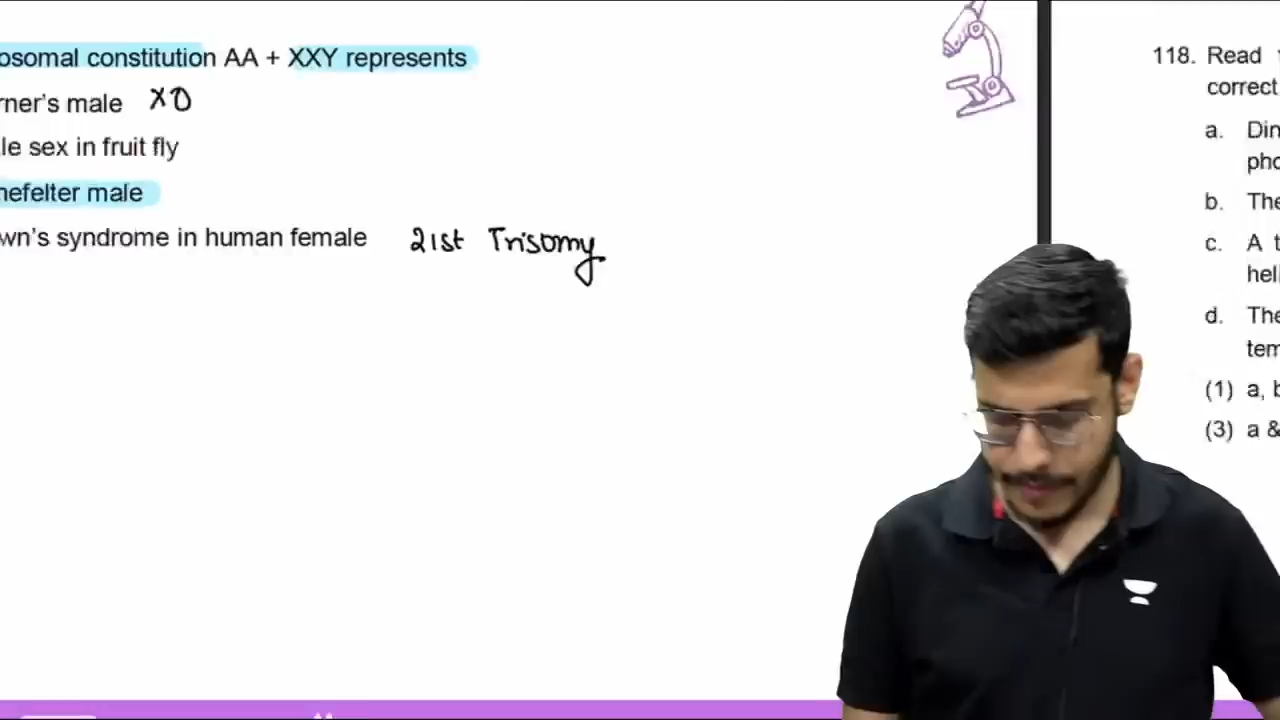 osomal constitution AA + XXY represents
rner's male XO
le sex in fruit fly
nefelter male
wn's syndrome in human female 21st Trisomy
118. Read
correct
a. Din
pho
b. The
c. A t
hel
d. The
tem
(1) a, b
(3) a &